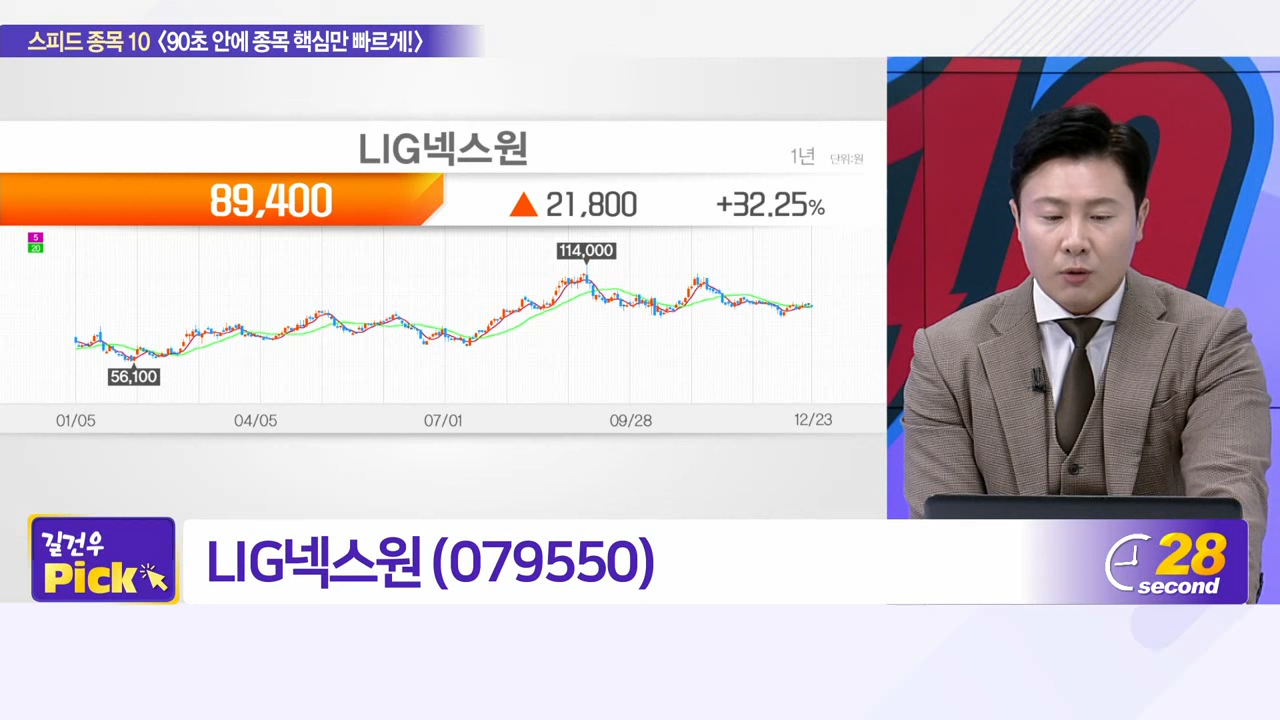 스피드 종목 10 〈90초 안에 종목 핵심만 빠르게!〉
LIG넥스원
1년 단위:원
89,400 ▲ 21,800 +32.25%
5
20
114,000
56,100
01/05 04/05 07/01 09/28 12/23
길건우
Pick
LIG넥스원 (079550)
28
second